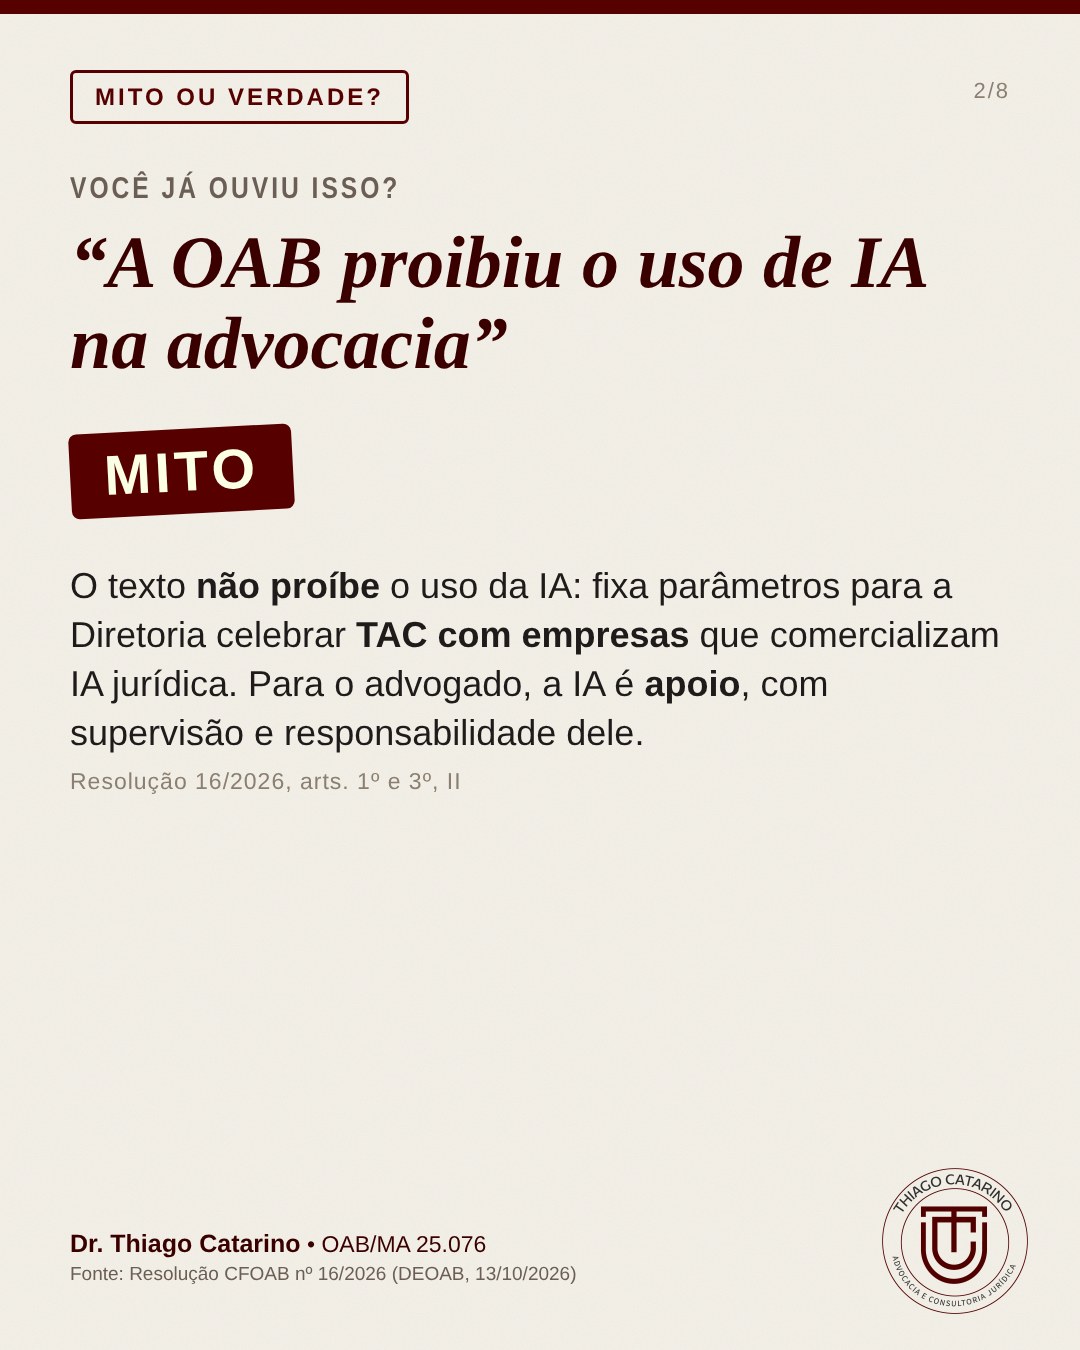 MITO OU VERDADE?
2/8
VOCÊ JÁ OUVIU ISSO?
“A OAB proibiu o uso de IA
na advocacia”
MITO
O texto não proíbe o uso da IA: fixa parâmetros para a
Diretoria celebrar TAC com empresas que comercializam
IA jurídica. Para o advogado, a IA é apoio, com
supervisão e responsabilidade dele.
Resolução 16/2026, arts. 1º e 3º, II
Dr. Thiago Catarino • OAB/MA 25.076
Fonte: Resolução CFOAB nº 16/2026 (DEOAB, 13/10/2026)
THIAGO CATARINO
ADVOCACIA E CONSULTORIA JURÍDICA